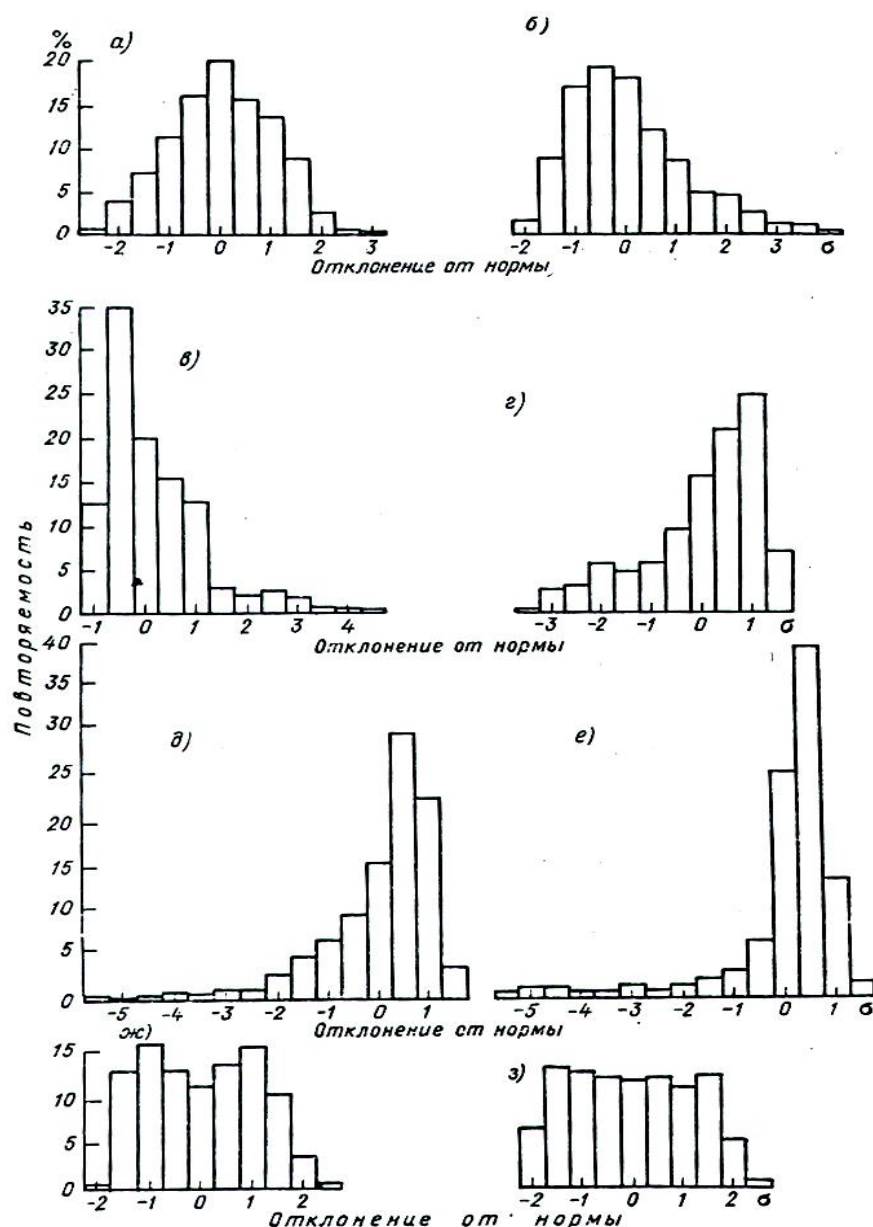 % а) б)
20
15
10
5
0
-2 -1 0 1 2 3 -2 -1 0 1 2 3 σ
Отклонение от нормы
35
30
25
20
15
10
5
0
в) г)
-1 0 1 2 3 4 -3 -2 -1 0 1 σ
Отклонение от нормы
Повторяемость
40
30
25
20
15
10
5
0
д) е)
-5 -4 -3 -2 -1 0 1 -5 -4 -3 -2 -1 0 1 σ
Отклонение ст нормы
ж) з)
15
10
5
0
-2 -1 0 1 2 -2 -1 0 1 2 σ
Отклонение от нормы